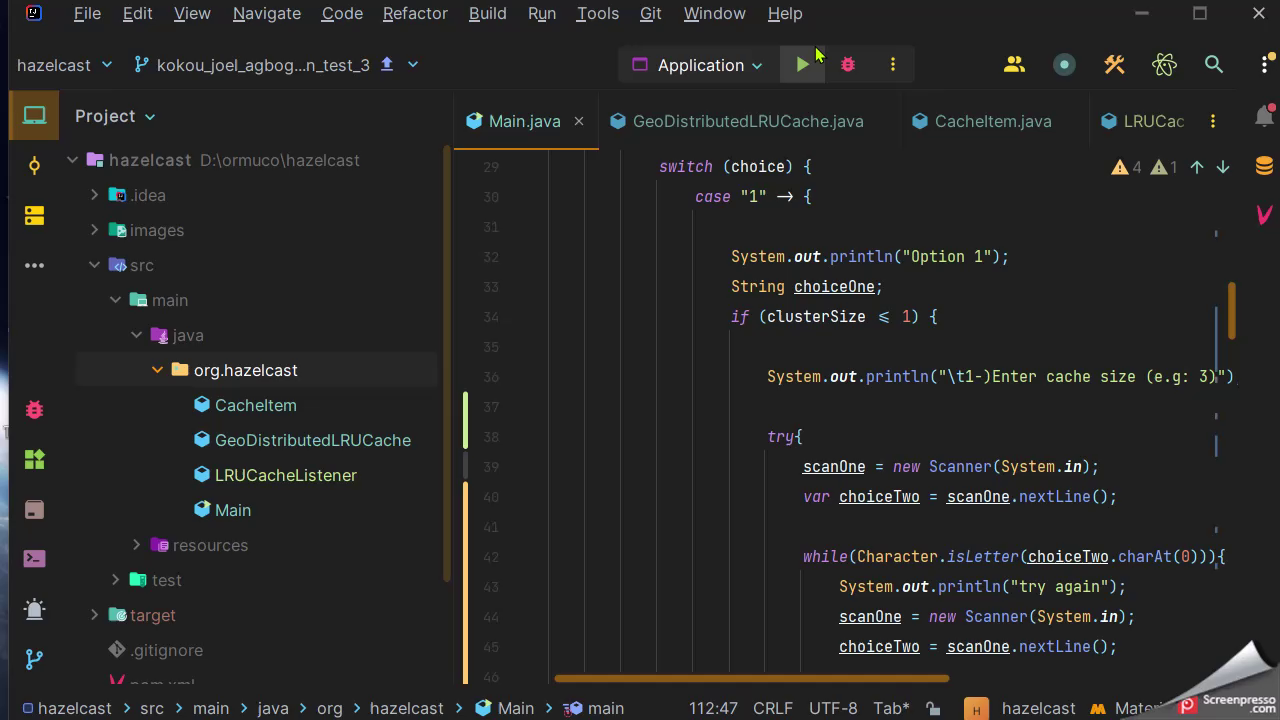 File Edit View Navigate Code Refactor Build Run Tools Git Window Help
hazelcast kokou_joel_agbog...n_test_3 Application
Project
Main.java GeoDistributedLRUCache.java CacheItem.java LRUCac
hazelcast D:\ormuco\hazelcast
.idea
images
src
main
java
org.hazelcast
CacheItem
GeoDistributedLRUCache
LRUCacheListener
Main
resources
test
target
.gitignore
4 1
29 switch (choice) {
30 case "1" → {
31
32 System.out.println("Option 1");
33 String choiceOne;
34 if (clusterSize ≤ 1) {
35
36 System.out.println("\t1-)Enter cache size (e.g: 3)")
37
38 try{
39 scanOne = new Scanner(System.in);
40 var choiceTwo = scanOne.nextLine();
41
42 while(Character.isLetter(choiceTwo.charAt(0))){
43 System.out.println("try again");
44 scanOne = new Scanner(System.in);
45 choiceTwo = scanOne.nextLine();
46
hazelcast src main java org hazelcast Main main 112:47 CRLF UTF-8 Tab* H hazelcast
Screenpresso
.com